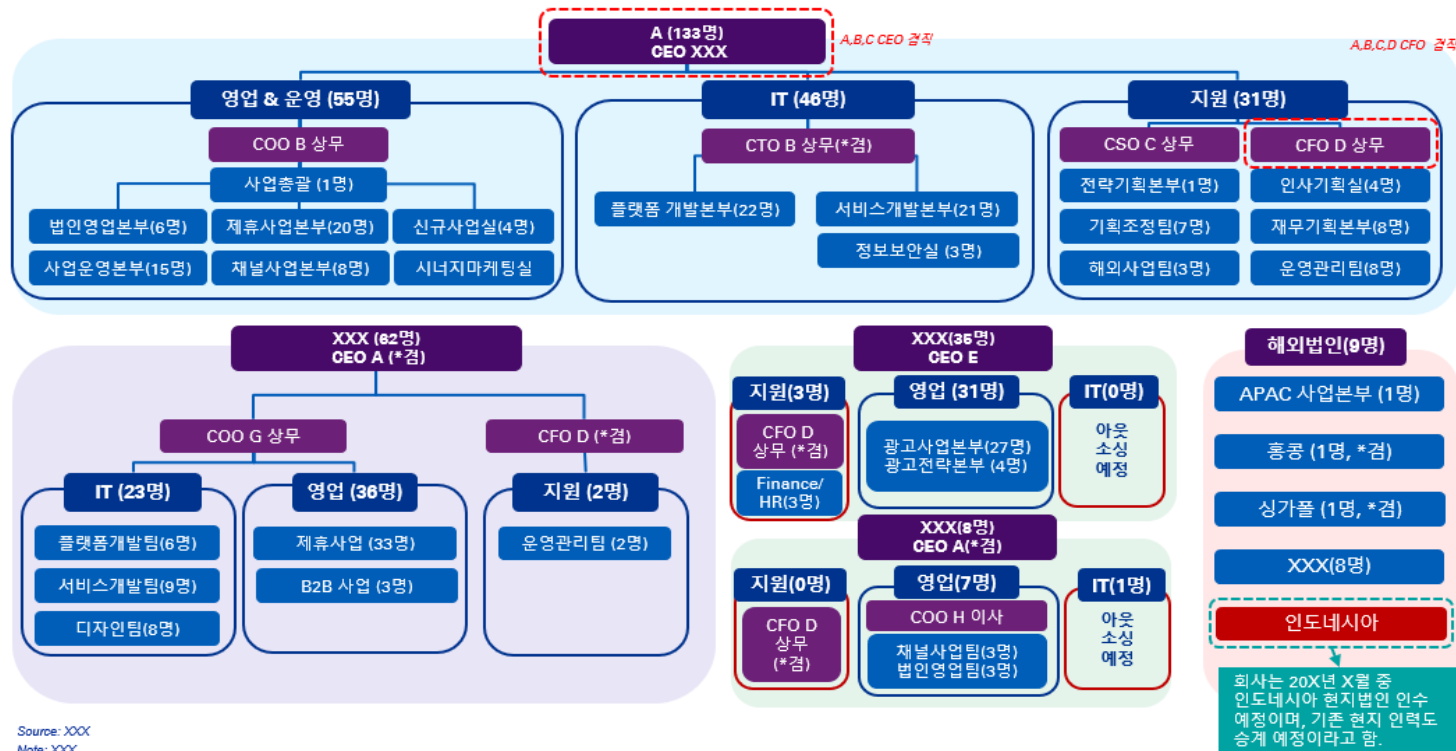 A (133명)
CEO XXX
A,B,C CEO 겸직
A,B,C,D CFO 겸직
영업 & 운영 (55명)
COO B 상무
사업총괄 (1명)
법인영업본부(6명)
제휴사업본부(20명)
신규사업실(4명)
사업운영본부(15명)
채널사업본부(8명)
시너지마케팅실
IT (46명)
CTO B 상무(*겸)
플랫폼 개발본부(22명)
서비스개발본부(21명)
정보보안실 (3명)
지원 (31명)
CSO C 상무
CFO D 상무
전략기획본부(1명)
인사기획실(4명)
기획조정팀(7명)
재무기획본부(8명)
해외사업팀(3명)
운영관리팀(8명)
XXX (62명)
CEO A (*겸)
COO G 상무
CFO D (*겸)
IT (23명)
영업 (36명)
지원 (2명)
플랫폼개발팀(6명)
제휴사업 (33명)
운영관리팀 (2명)
서비스개발팀(9명)
B2B 사업 (3명)
디자인팀(8명)
XXX(35명)
CEO E
지원(3명)
영업 (31명)
IT(0명)
CFO D
상무 (*겸)
Finance/
HR(3명)
광고사업본부(27명)
광고전략본부 (4명)
아웃
소싱
예정
XXX(8명)
CEO A(*겸)
지원(0명)
영업(7명)
IT(1명)
CFO D
상무
(*겸)
COO H 이사
채널사업팀(3명)
법인영업팀(3명)
아웃
소싱
예정
해외법인(9명)
APAC 사업본부 (1명)
홍콩 (1명, *겸)
싱가폴 (1명, *겸)
XXX(8명)
인도네시아
회사는 20X년 X월 중
인도네시아 현지법인 인수
예정이며, 기존 현지 인력도
승계 예정이라고 함.
Source: XXX
Note: XXX